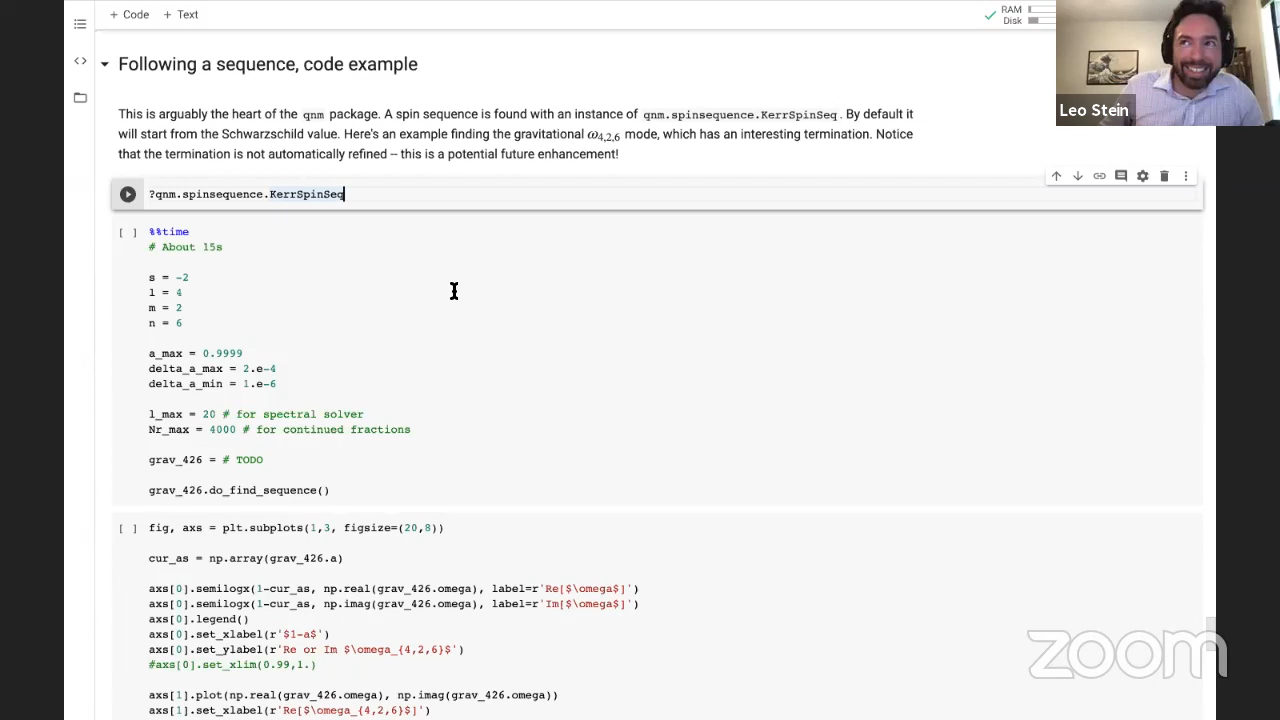 + Code + Text
RAM
Disk
Following a sequence, code example
This is arguably the heart of the qnm package. A spin sequence is found with an instance of qnm.spinsequence.KerrSpinSeq. By default it
will start from the Schwarzschild value. Here's an example finding the gravitational ω4,2,6 mode, which has an interesting termination. Notice
that the termination is not automatically refined -- this is a potential future enhancement!
Leo Stein
?qnm.spinsequence.KerrSpinSeq
[ ] %%time
# About 15s
s = -2
l = 4
m = 2
n = 6
a_max = 0.9999
delta_a_max = 2.e-4
delta_a_min = 1.e-6
l_max = 20 # for spectral solver
Nr_max = 4000 # for continued fractions
grav_426 = # TODO
grav_426.do_find_sequence()
[ ] fig, axs = plt.subplots(1,3, figsize=(20,8))
cur_as = np.array(grav_426.a)
axs[0].semilogx(1-cur_as, np.real(grav_426.omega), label=r'Re[$\omega$]')
axs[0].semilogx(1-cur_as, np.imag(grav_426.omega), label=r'Im[$\omega$]')
axs[0].legend()
axs[0].set_xlabel(r'$1-a$')
axs[0].set_ylabel(r'Re or Im $\omega_{4,2,6}$')
#axs[0].set_xlim(0.99,1.)
axs[1].plot(np.real(grav_426.omega), np.imag(grav_426.omega))
axs[1].set_xlabel(r'Re[$\omega_{4,2,6}$]')
zoom